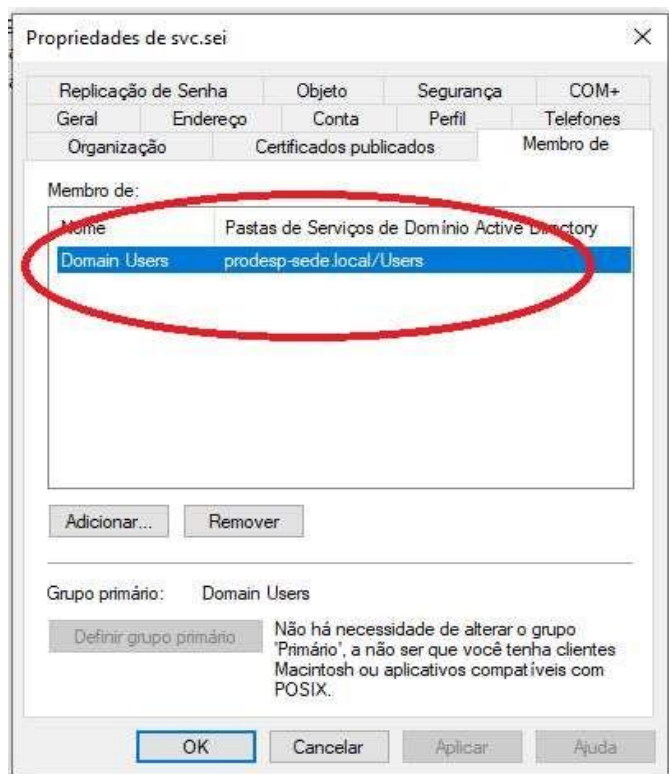 Propriedades de svc.sei
Replicação de Senha Objeto Segurança COM+
Geral Endereço Conta Perfil Telefones
Organização Certificados publicados Membro de
Membro de:
Nome Pastas de Serviços de Domínio Active Directory
Domain Users prodesp-sede.local/Users
Adicionar... Remover
Grupo primário: Domain Users
Definir grupo primário
Não há necessidade de alterar o grupo
'Primário', a não ser que você tenha clientes
Macintosh ou aplicativos compatíveis com
POSIX.
OK Cancelar Aplicar Ajuda